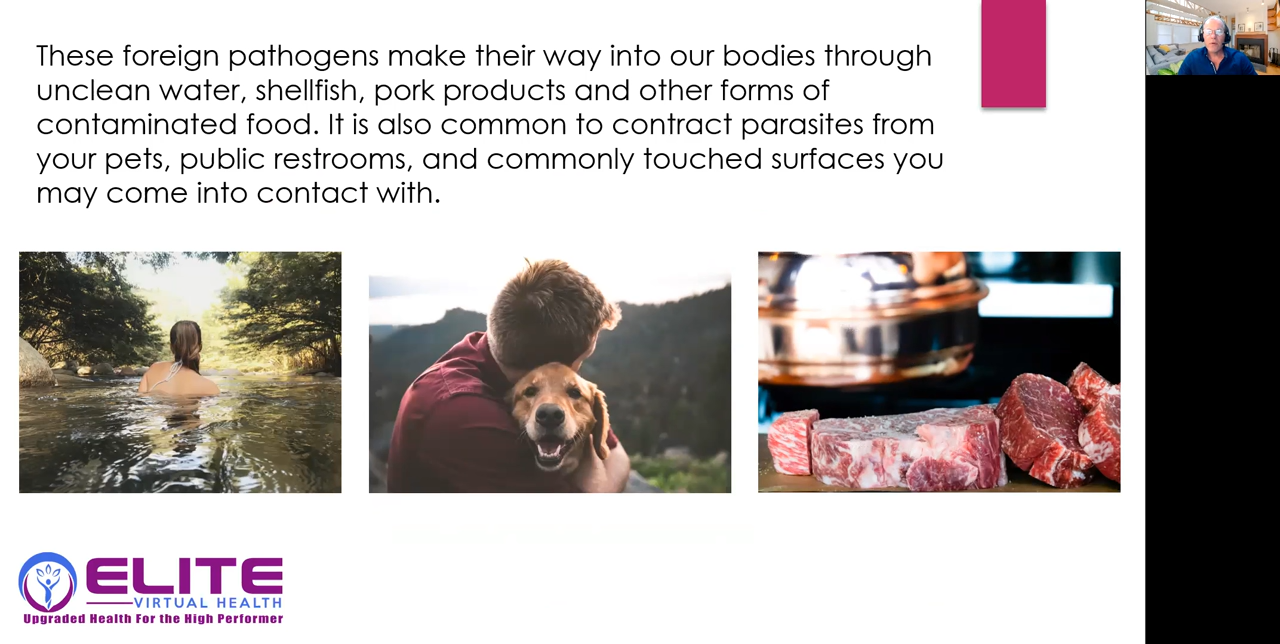 These foreign pathogens make their way into our bodies through
unclean water, shellfish, pork products and other forms of
contaminated food. It is also common to contract parasites from
your pets, public restrooms, and commonly touched surfaces you
may come into contact with.
ELITE
VIRTUAL HEALTH
Upgraded Health For the High Performer